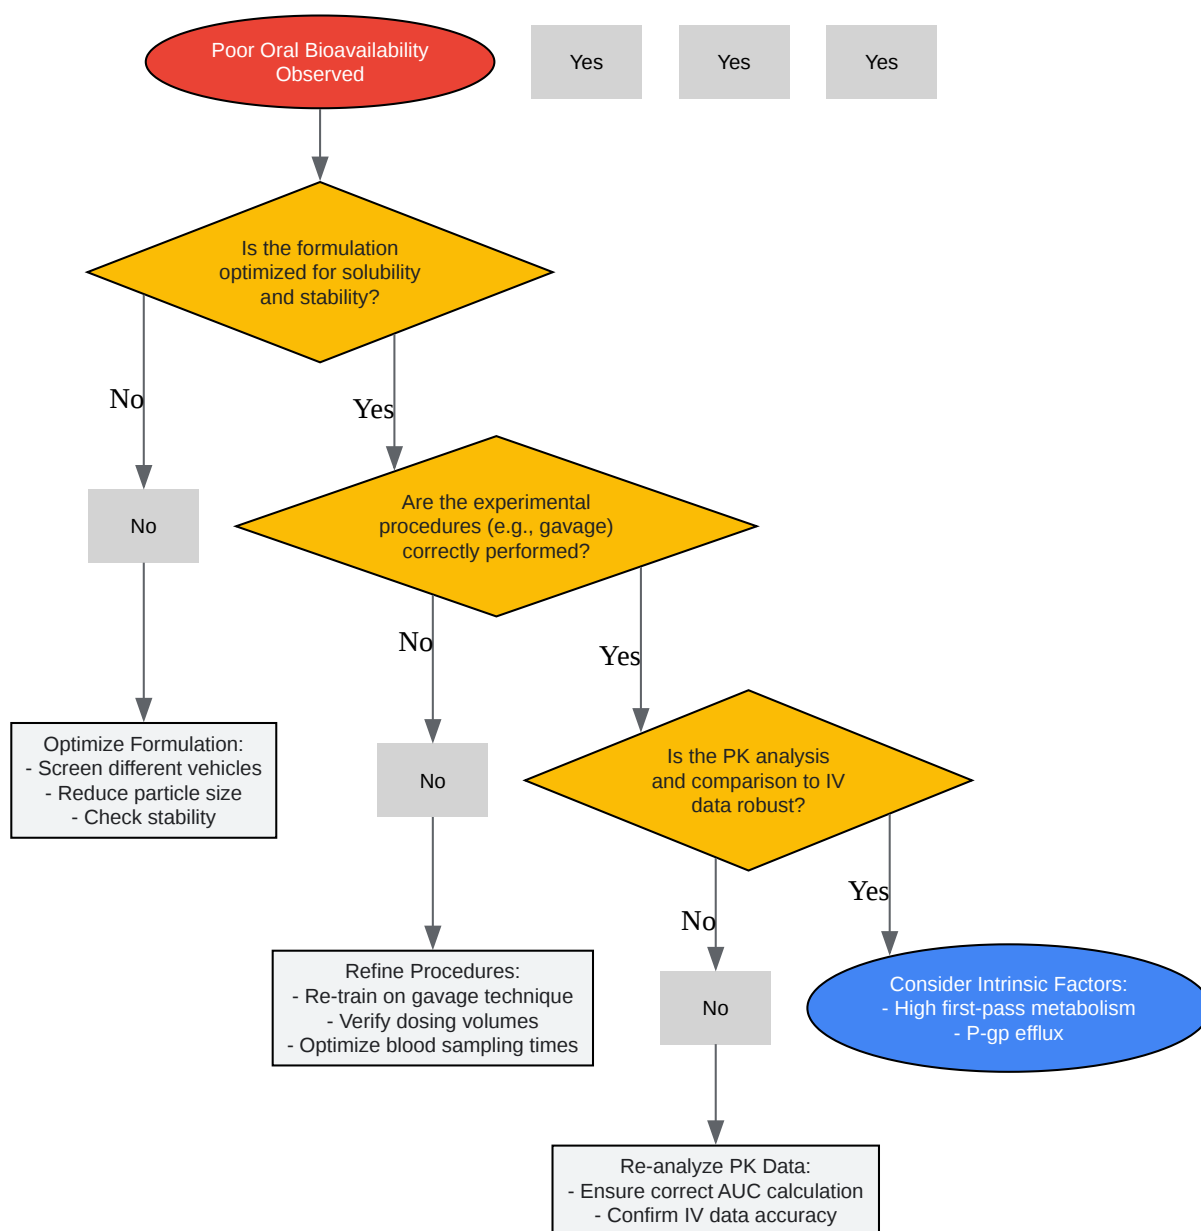 Poor Oral Bioavailability
Observed
Yes
Yes
Yes
Is the formulation
optimized for solubility
and stability?
No
Yes
Are the experimental
procedures (e.g., gavage)
correctly performed?
No
No
Yes
Optimize Formulation:
- Screen different vehicles
- Reduce particle size
- Check stability
No
Is the PK analysis
and comparison to IV
data robust?
No
Yes
Refine Procedures:
- Re-train on gavage technique
- Verify dosing volumes
- Optimize blood sampling times
No
Consider Intrinsic Factors:
- High first-pass metabolism
- P-gp efflux
Re-analyze PK Data:
- Ensure correct AUC calculation
- Confirm IV data accuracy